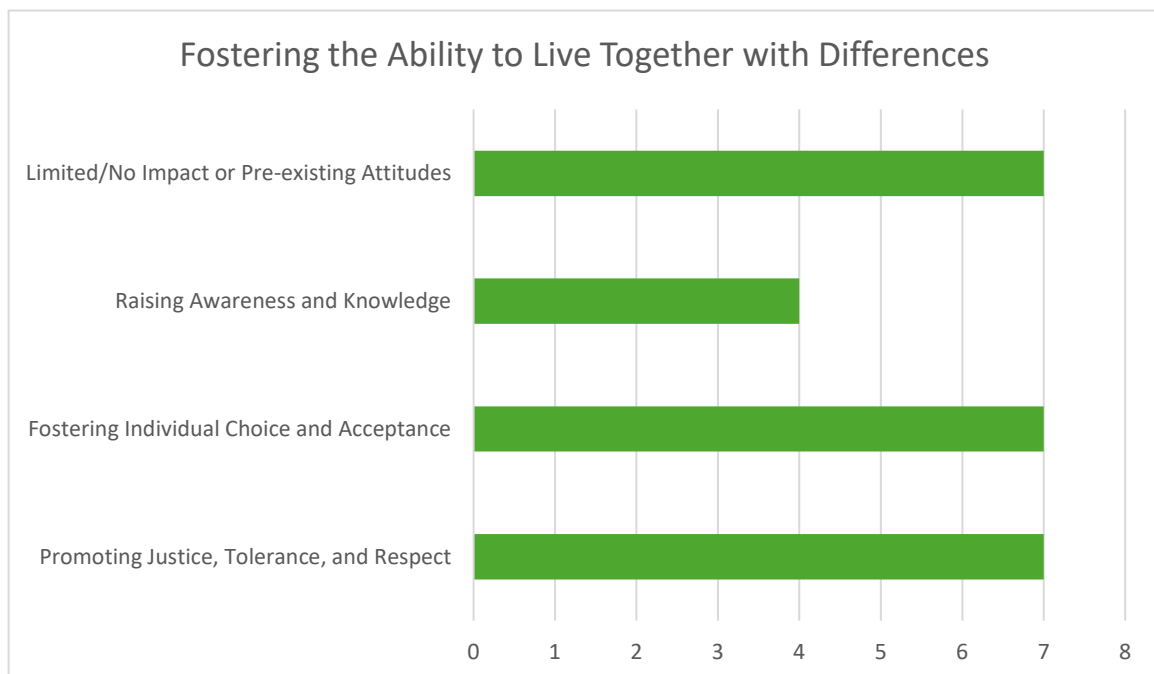 Fostering the Ability to Live Together with Differences
Limited/No Impact or Pre-existing Attitudes
Raising Awareness and Knowledge
Fostering Individual Choice and Acceptance
Promoting Justice, Tolerance, and Respect
0 1 2 3 4 5 6 7 8